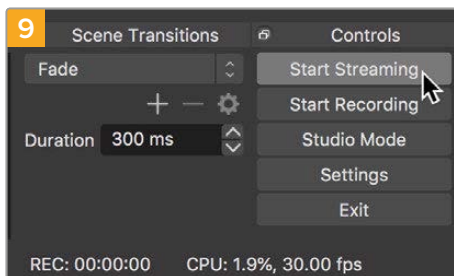 9
Scene Transitions
Controls
Fade
Start Streaming
Start Recording
Duration 300 ms
Studio Mode
Settings
Exit
REC: 00:00:00 CPU: 1.9%, 30.00 fps